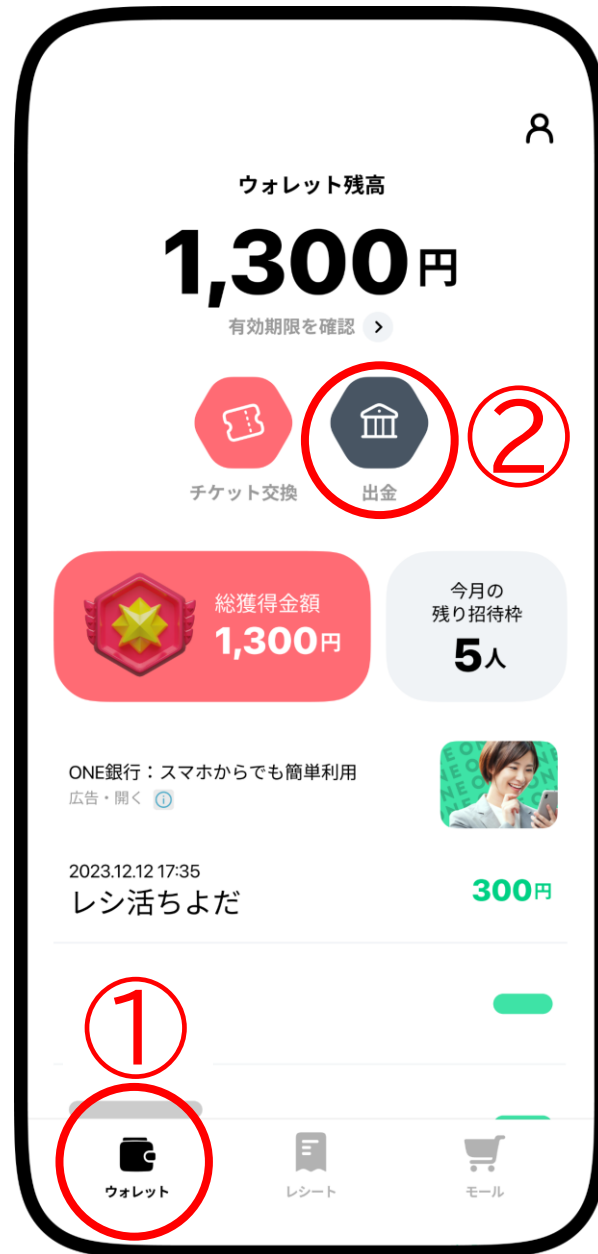 ウォレット残高
1,300円
有効期限を確認
②
チケット交換
出金
総獲得金額
1,300円
今月の
残り招待枠
5人
ONE銀行：スマホからでも簡単利用
広告・開く
2023.12.12 17:35
レシ活ちよだ
300円
①
ウォレット
レシート
モール